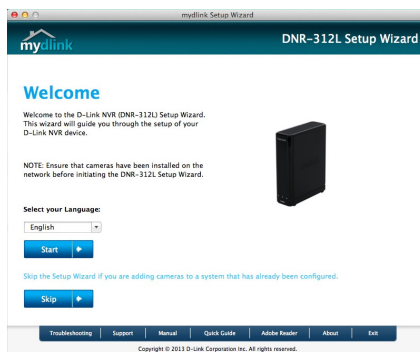 mydlink Setup Wizard
mydlink
DNR-312L Setup Wizard
Welcome
Welcome to the D-Link NVR (DNR-312L) Setup Wizard.
This wizard will guide you through the setup of your
D-Link NVR device.
NOTE: Ensure that cameras have been installed on the
network before initiating the DNR-312L Setup Wizard.
Select your Language:
English
Start
Skip the Setup Wizard if you are adding cameras to a system that has already been configured.
Skip
Troubleshooting Support Manual Quick Guide Adobe Reader About Exit
Copyright © 2013 D-Link Corporation Inc. All rights reserved.